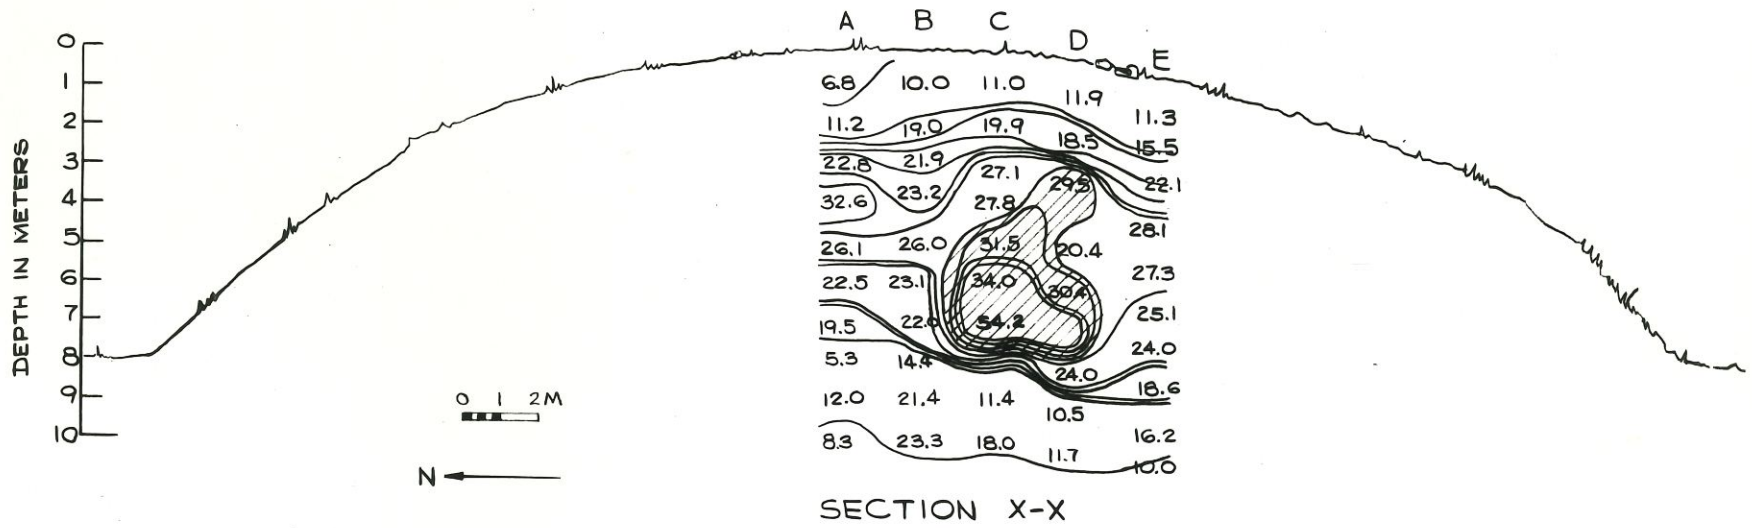 A B C D E
0
1
2
3
4
5
6
7
8
9
10
DEPTH IN METERS
6.8 10.0 11.0 11.9 11.3
11.2 19.0 19.9 18.5 15.5
22.8 21.9 27.1 29.5 22.1
32.6 23.2 27.8 28.1
26.1 26.0 31.5 20.4 27.3
22.5 23.1 34.0 30.4 25.1
19.5 22.0 54.2 24.0
5.3 14.4 24.0 18.6
12.0 21.4 11.4 10.5 16.2
8.3 23.3 18.0 11.7 10.0
0 1 2M
N
SECTION X-X